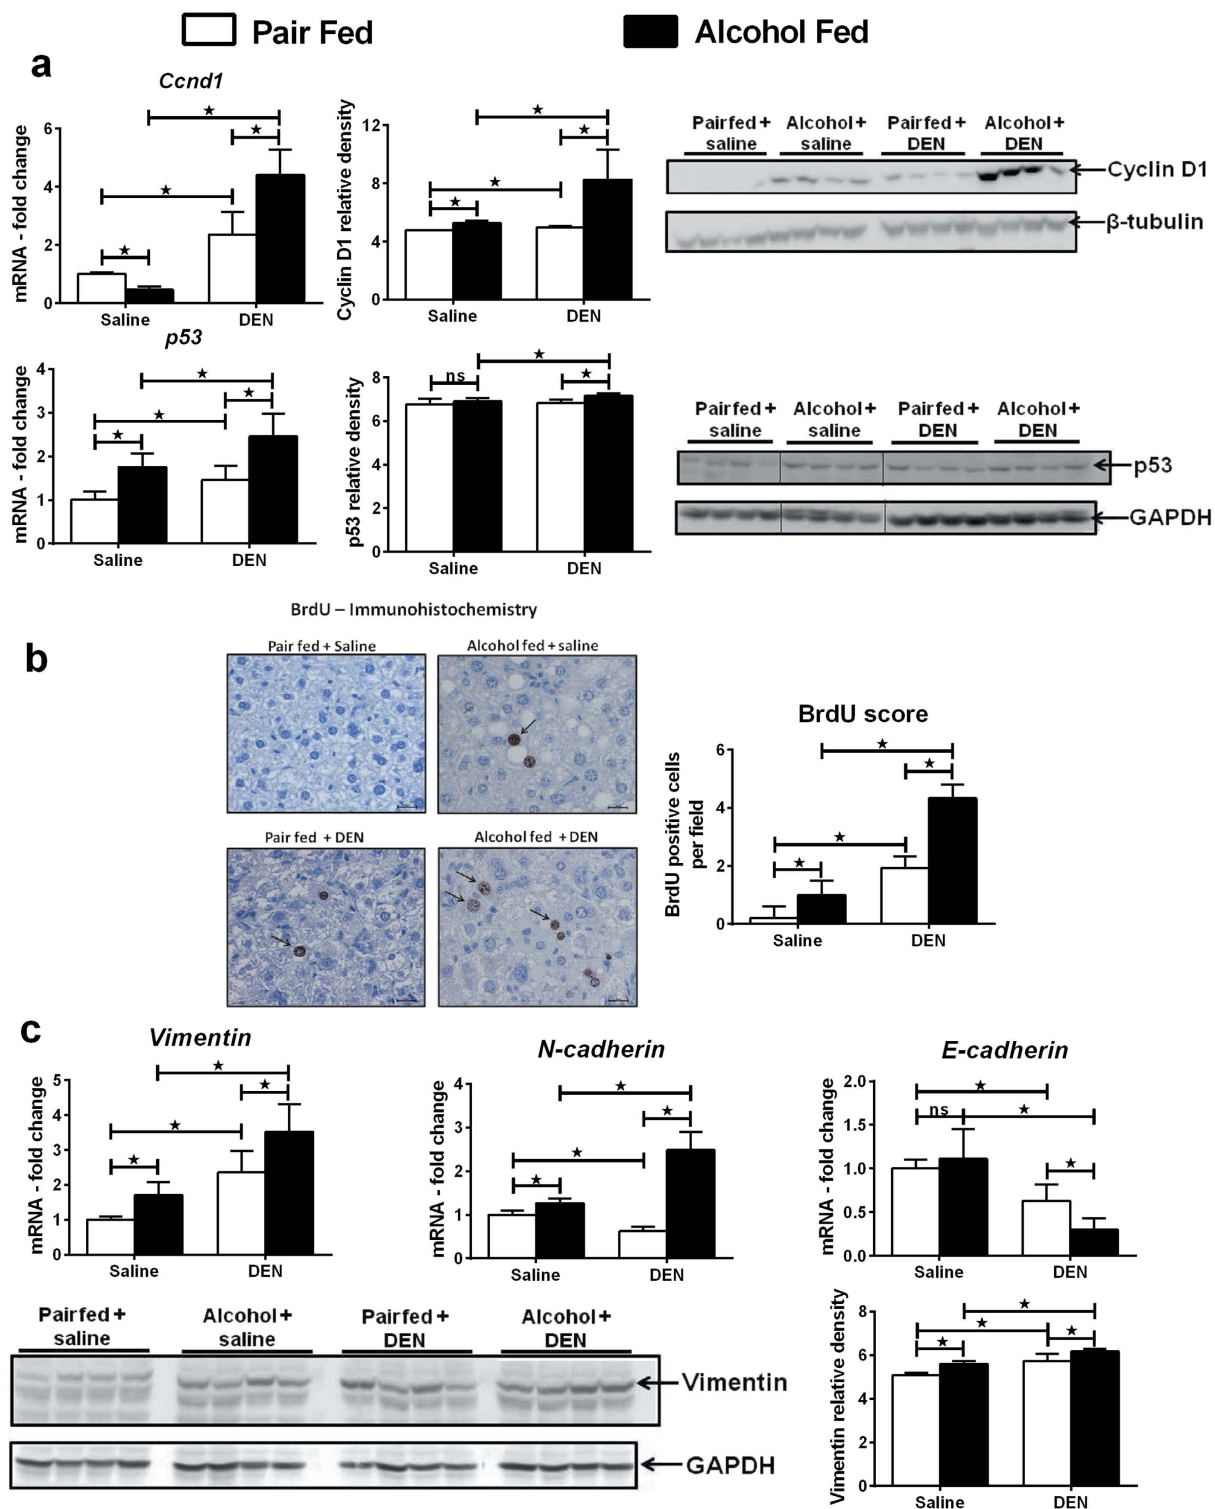 Pair Fed
Alcohol Fed
a
Ccnd1
mRNA - fold change
6
4
2
0
★
★
★
★
Saline
DEN
Cyclin D1 relative density
12
8
4
0
★
★
★
★
Saline
DEN
Pairfed +
saline
Alcohol +
saline
Pairfed +
DEN
Alcohol +
DEN
Cyclin D1
β-tubulin
p53
mRNA - fold change
4
3
2
1
0
★
★
★
★
Saline
DEN
p53 relative density
8
6
4
2
0
ns
★
★
Saline
DEN
Pairfed +
saline
Alcohol +
saline
Pairfed +
DEN
Alcohol +
DEN
p53
GAPDH
BrdU – Immunohistochemistry
b
Pair fed + Saline
Alcohol fed + saline
Pair fed + DEN
Alcohol fed + DEN
BrdU score
BrdU positive cells
per field
6
4
2
0
★
★
★
★
Saline
DEN
c
Vimentin
mRNA - fold change
5
4
3
2
1
0
★
★
★
★
Saline
DEN
N-cadherin
mRNA - fold change
4
3
2
1
0
★
★
★
★
Saline
DEN
E-cadherin
mRNA - fold change
2.0
1.5
1.0
0.5
0.0
★
ns
★
★
Saline
DEN
Pairfed +
saline
Alcohol +
saline
Pairfed +
DEN
Alcohol +
DEN
Vimentin
GAPDH
Vimentin relative density
8
6
4
2
0
★
★
★
★
Saline
DEN